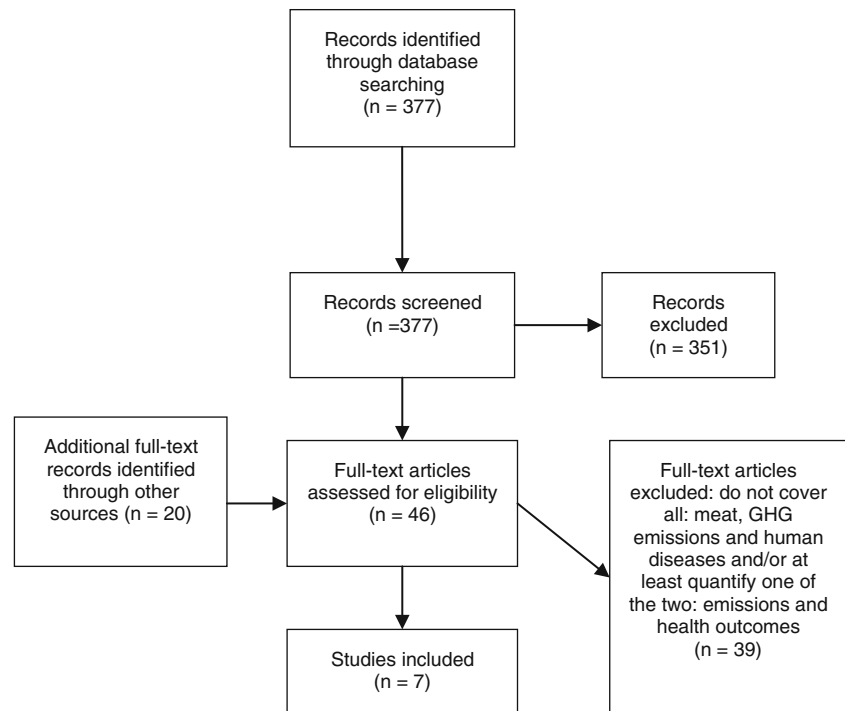 Records identified
through database
searching
(n = 377)
Records screened
(n =377)
Records
excluded
(n = 351)
Additional full-text
records identified
through other
sources (n = 20)
Full-text articles
assessed for eligibility
(n = 46)
Full-text articles
excluded: do not cover
all: meat, GHG
emissions and human
diseases and/or at
least quantify one of
the two: emissions and
health outcomes
(n = 39)
Studies included
(n = 7)